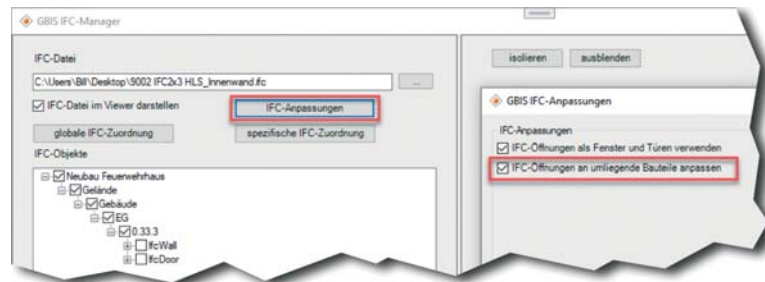 GBIS IFC-Manager
IFC-Datei
C:\Users\Bill\Desktop\9002 IFC2x3 HLS_Innenwand.ifc
...
IFC-Datei im Viewer darstellen
IFC-Anpassungen
globale IFC-Zuordnung
spezifische IFC-Zuordnung
IFC-Objekte
Neubau Feuerwehrhaus
Gelände
Gebäude
EG
0.33.3
IfcWall
IfcDoor
isolieren
ausblenden
GBIS IFC-Anpassungen
IFC-Anpassungen
IFC-Öffnungen als Fenster und Türen verwenden
IFC-Öffnungen an umliegende Bauteile anpassen